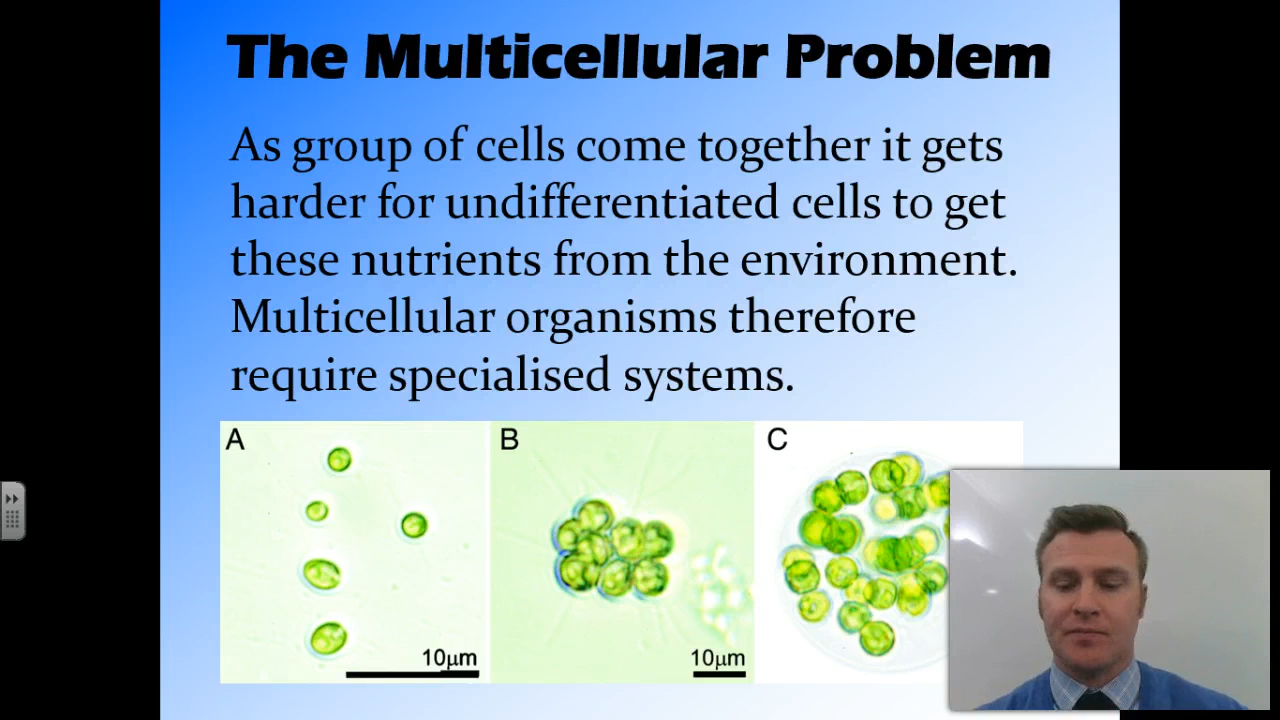 The Multicellular Problem
As group of cells come together it gets
harder for undifferentiated cells to get
these nutrients from the environment.
Multicellular organisms therefore
require specialised systems.
A
B
C
10µm
10µm